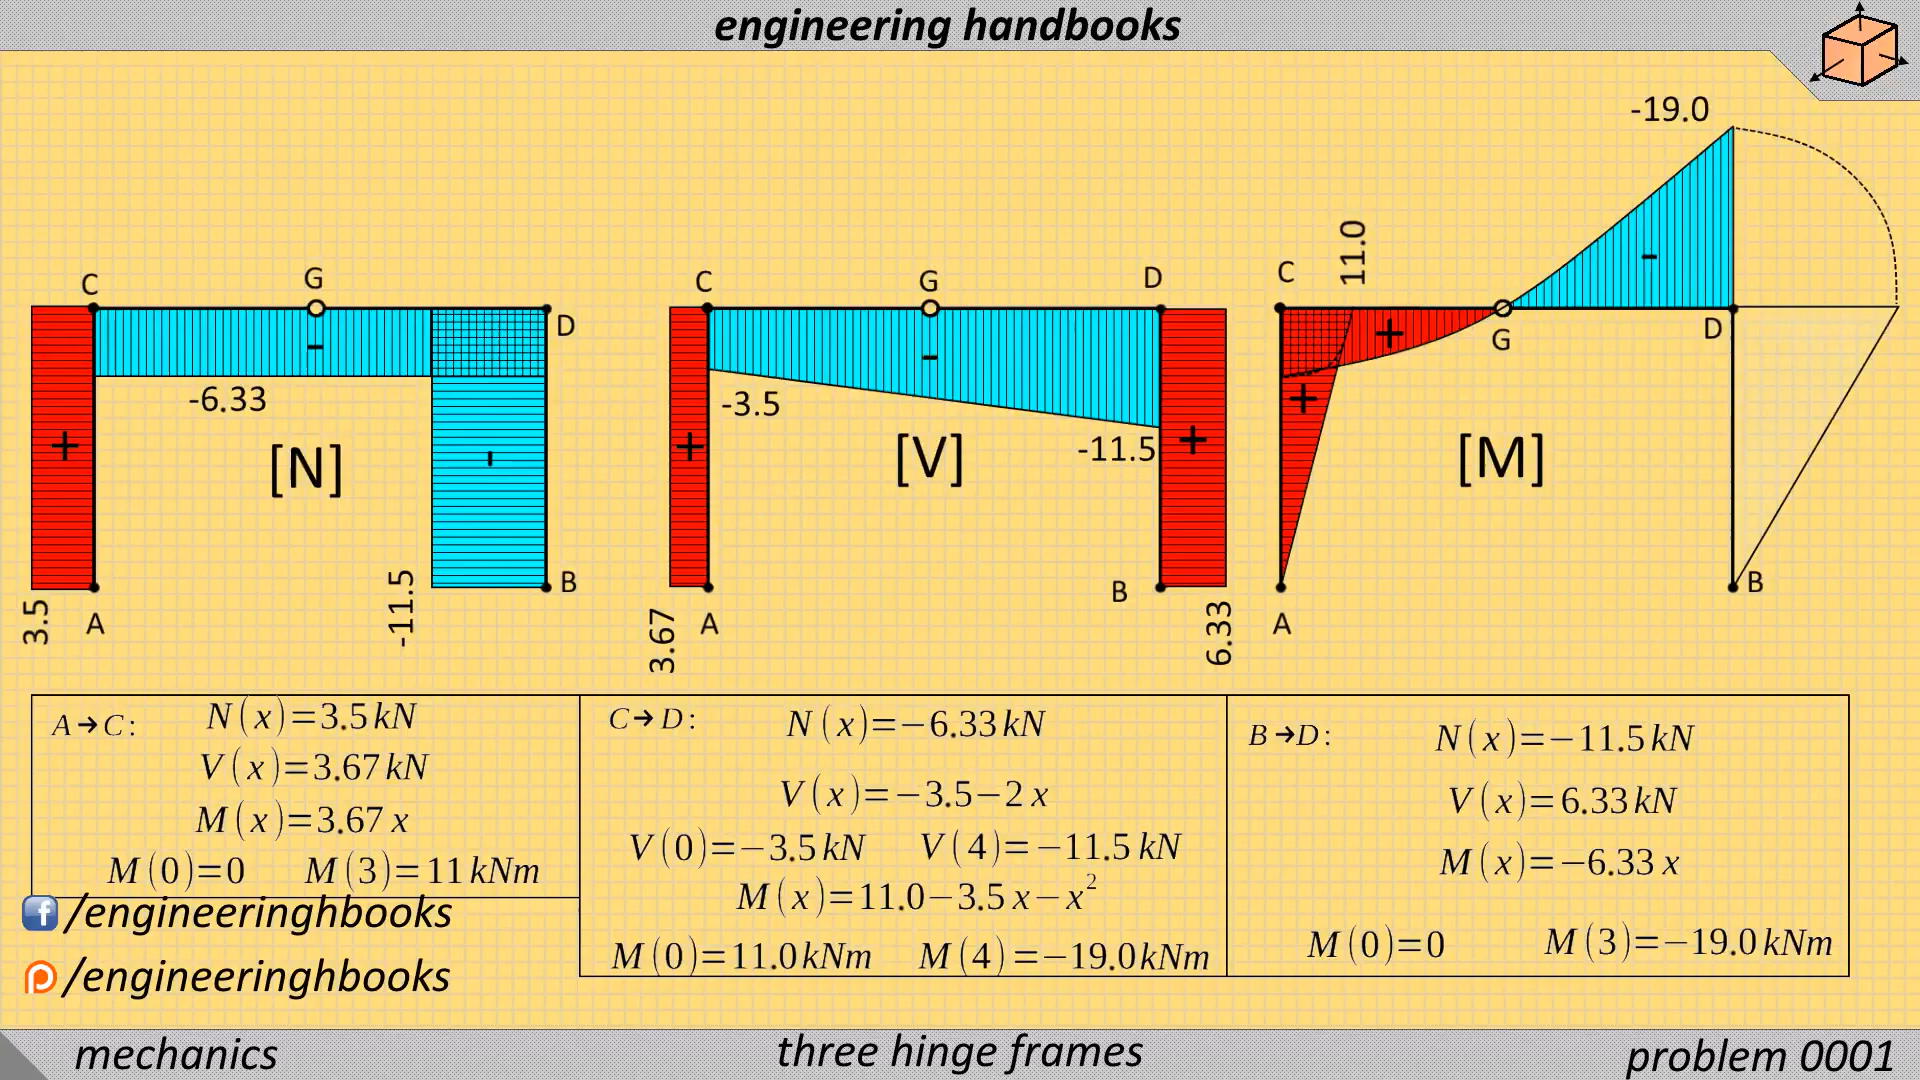 engineering handbooks
-19.0
C G D
-6.33
[N]
+ - -
3.5 A -11.5 B
C G D
-3.5
-11.5
[V]
+ - +
3.67 A B 6.33
C 11.0 G D
[M]
+ + -
A B
A→C: N(x)=3.5kN
V(x)=3.67kN
M(x)=3.67x
M(0)=0 M(3)=11kNm
C→D: N(x)=−6.33kN
V(x)=−3.5−2x
V(0)=−3.5kN V(4)=−11.5kN
M(x)=11.0−3.5x−x²
M(0)=11.0kNm M(4)=−19.0kNm
B→D: N(x)=−11.5kN
V(x)=6.33kN
M(x)=−6.33x
M(0)=0 M(3)=−19.0kNm
f /engineeringhbooks
/engineeringhbooks
mechanics
three hinge frames
problem 0001